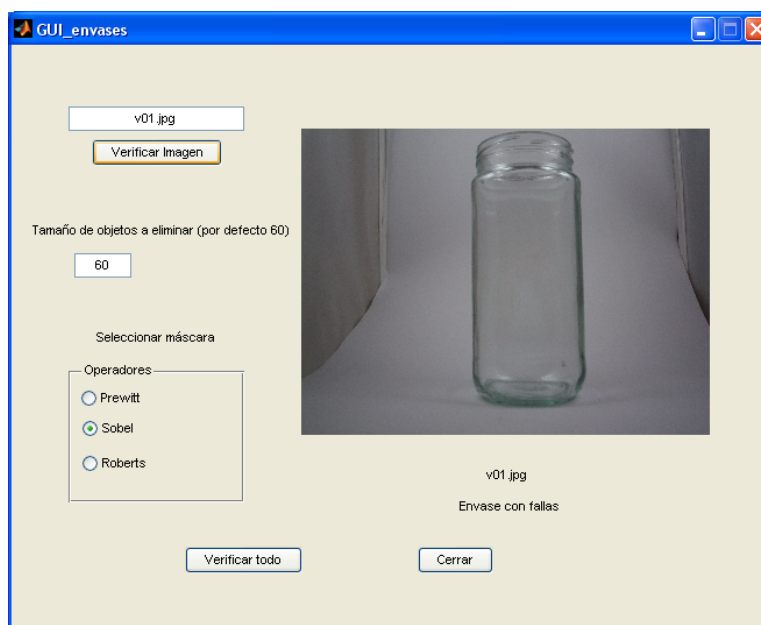 GUI_envases
v01.jpg
Verificar Imagen
Tamaño de objetos a eliminar (por defecto 60)
60
Seleccionar máscara
Operadores
Prewitt
Sobel
Roberts
v01.jpg
Envase con fallas
Verificar todo
Cerrar